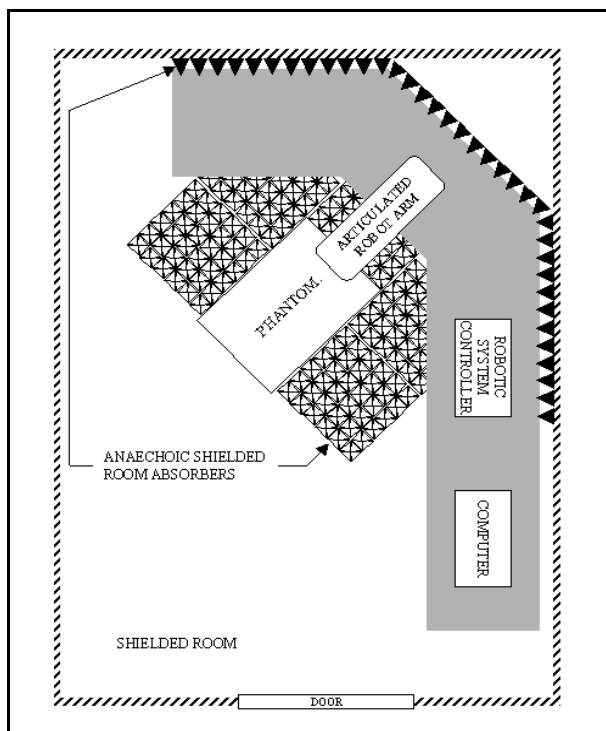 ARTICULATED
ROBOT ARM
PHANTOM.
ROBOTIC
SYSTEM
CONTROLLER
ANAECHOIC SHIELDED
ROOM ABSORBERS
COMPUTER
SHIELDED ROOM
DOOR